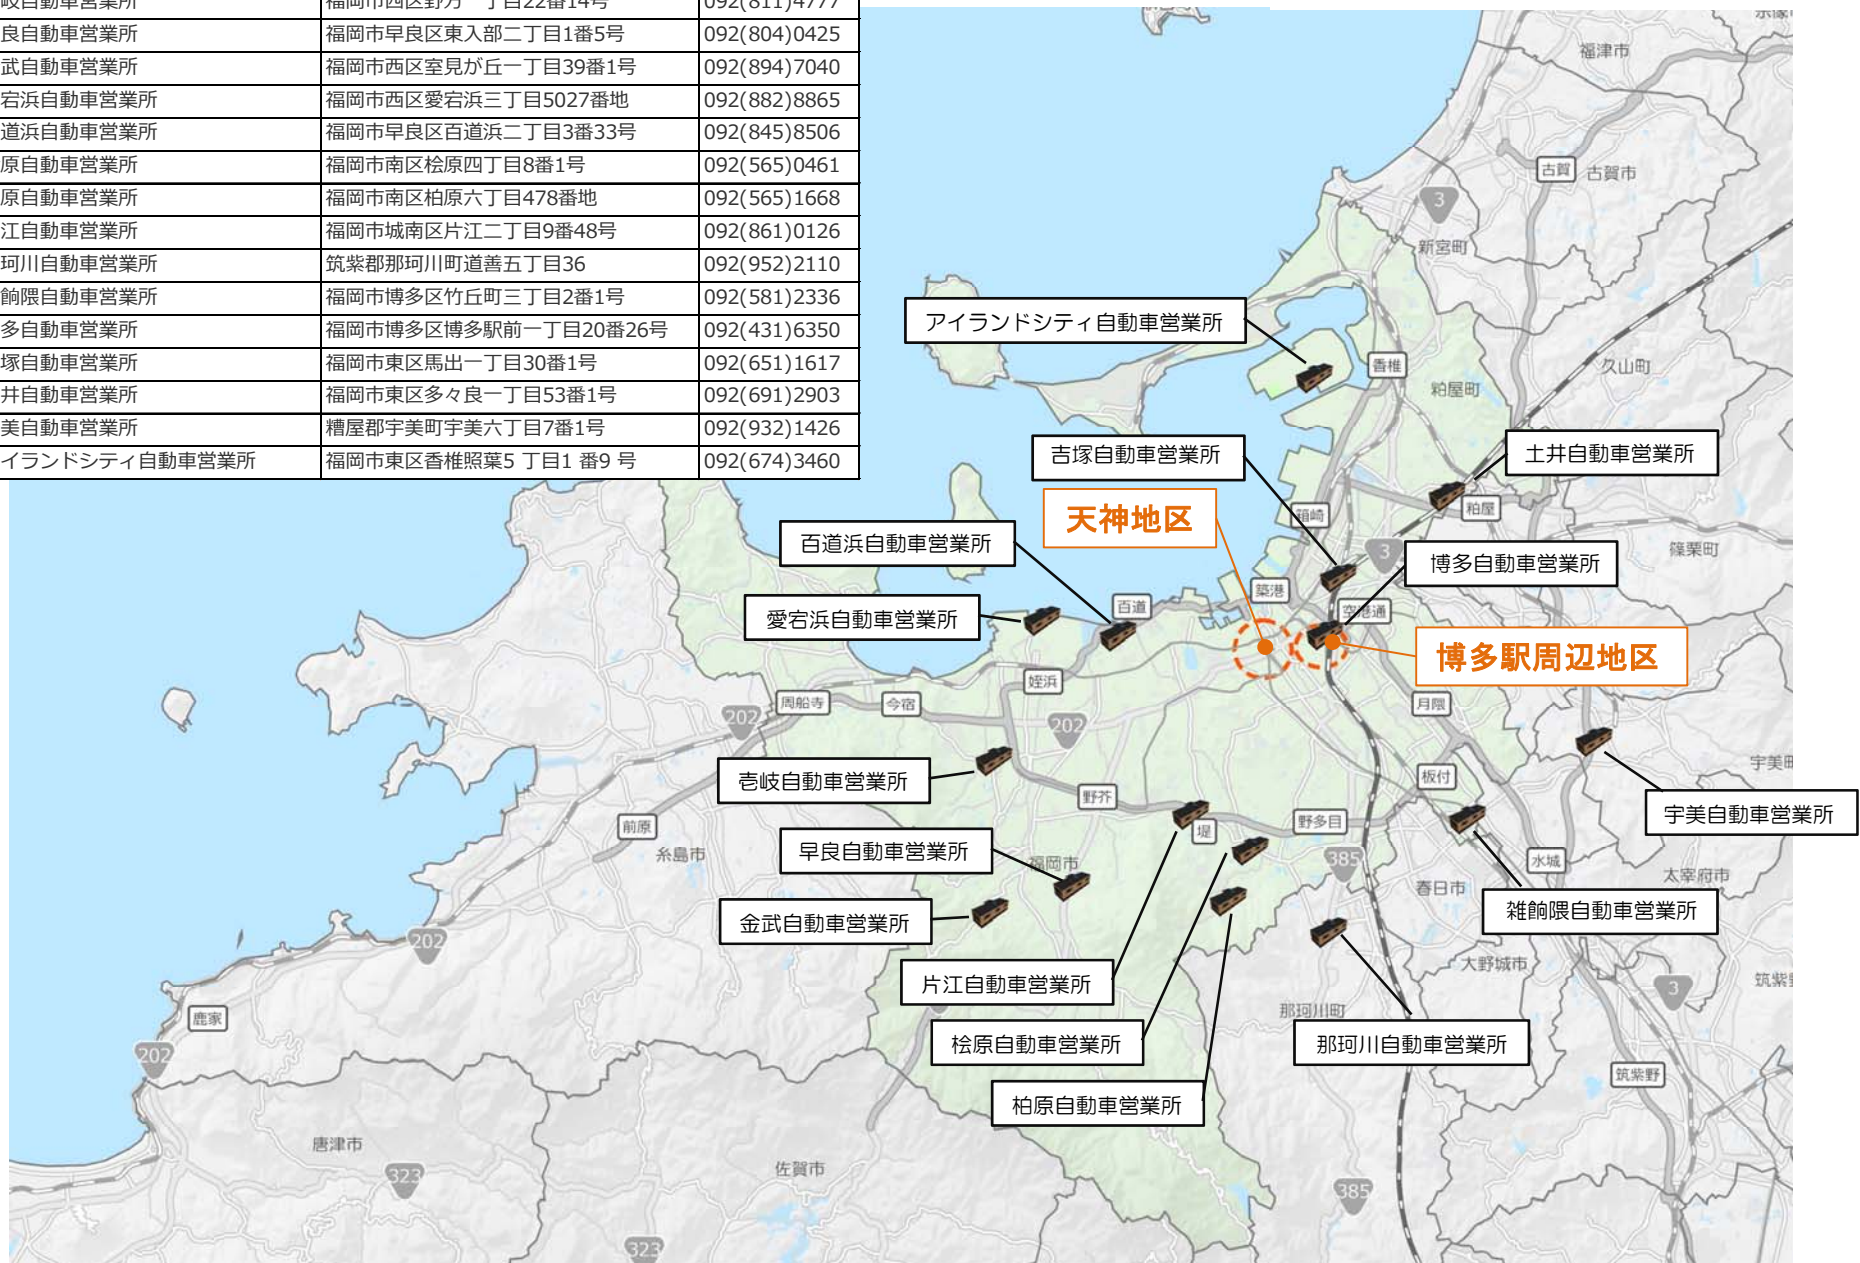 岐自動車営業所 福岡市西区野方一丁目22番14号 092(811)4777
良自動車営業所 福岡市早良区東入部二丁目1番5号 092(804)0425
武自動車営業所 福岡市西区室見が丘一丁目39番1号 092(894)7040
宕浜自動車営業所 福岡市西区愛宕浜三丁目5027番地 092(882)8865
道浜自動車営業所 福岡市早良区百道浜二丁目3番33号 092(845)8506
原自動車営業所 福岡市南区桧原四丁目8番1号 092(565)0461
原自動車営業所 福岡市南区柏原六丁目478番地 092(565)1668
江自動車営業所 福岡市城南区片江二丁目9番48号 092(861)0126
珂川自動車営業所 筑紫郡那珂川町道善五丁目36 092(952)2110
餉隈自動車営業所 福岡市博多区竹丘町三丁目2番1号 092(581)2336
多自動車営業所 福岡市博多区博多駅前一丁目20番26号 092(431)6350
塚自動車営業所 福岡市東区馬出一丁目30番1号 092(651)1617
井自動車営業所 福岡市東区多々良一丁目53番1号 092(691)2903
美自動車営業所 糟屋郡宇美町宇美六丁目7番1号 092(932)1426
イランドシティ自動車営業所 福岡市東区香椎照葉5 丁目1 番9 号 092(674)3460
福津市
古賀
古賀市
3
新宮町
アイランドシティ自動車営業所
香椎
久山町
粕屋町
吉塚自動車営業所
土井自動車営業所
天神地区
箱崎
粕屋
百道浜自動車営業所
3
篠栗町
博多自動車営業所
築港
百道
空港通
愛宕浜自動車営業所
博多駅周辺地区
姪浜
周船寺
今宿
202
202
月隈
壱岐自動車営業所
板付
宇美町
野芥
宇美自動車営業所
前原
堤
野多目
糸島市
早良自動車営業所
福岡市
385
水城
太宰府市
春日市
金武自動車営業所
雑餉隈自動車営業所
202
大野城市
片江自動車営業所
3
筑紫野
鹿家
那珂川町
桧原自動車営業所
那珂川自動車営業所
202
筑紫野
柏原自動車営業所
唐津市
佐賀市
323
385
323